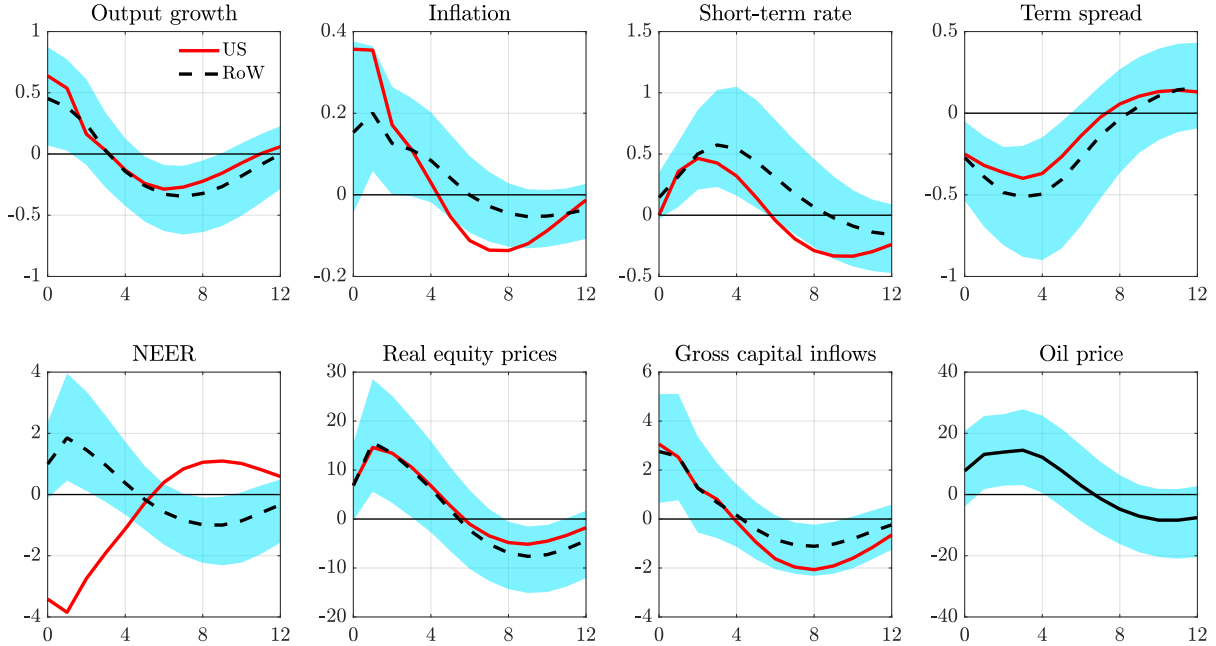 Output growth
1
0.5
0
-0.5
-1
0 4 8 12
US
RoW
Inflation
0.4
0.2
0
-0.2
0 4 8 12
Short-term rate
1.5
1
0.5
0
-0.5
0 4 8 12
Term spread
1
0.5
0
-0.5
-1
0 4 8 12
NEER
4
2
0
-2
-4
0 4 8 12
Real equity prices
30
20
10
0
-10
-20
0 4 8 12
Gross capital inflows
6
4
2
0
-2
-4
0 4 8 12
Oil price
40
20
0
-20
-40
0 4 8 12